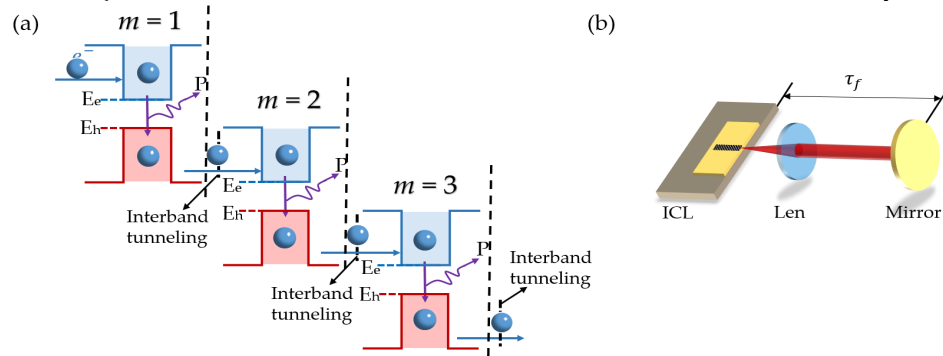 (a)
m = 1
e⁻
P
Ee
Eh
m = 2
P
Interband
tunneling
Ee
Eh
m = 3
P
Interband
tunneling
Ee
Eh
Interband
tunneling
(b)
τf
ICL
Len
Mirror